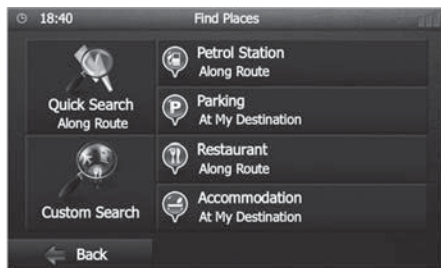 18:40 Find Places
Quick Search
Along Route
Custom Search
Petrol Station
Along Route
P Parking
At My Destination
Restaurant
Along Route
Accommodation
At My Destination
Back